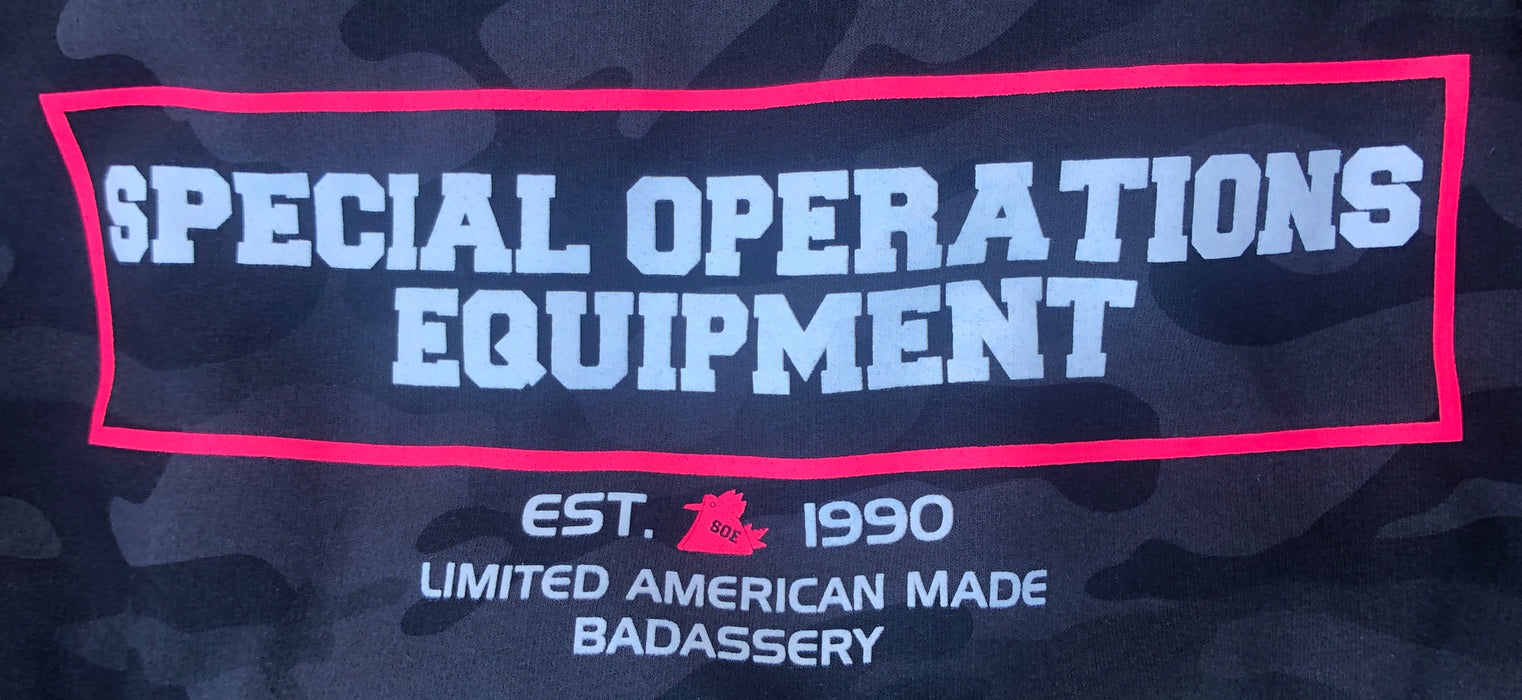 SPECIAL OPERATIONS
EQUIPMENT
EST. SOE 1990
LIMITED AMERICAN MADE
BADASSERY